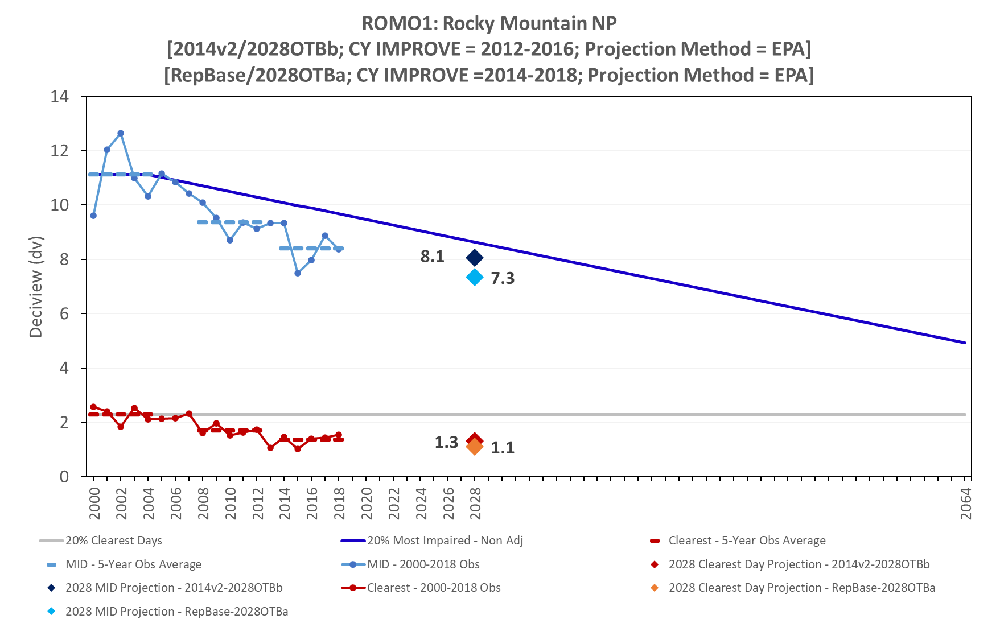 ROMO1: Rocky Mountain NP
[2014v2/2028OTBb; CY IMPROVE = 2012-2016; Projection Method = EPA]
[RepBase/2028OTBa; CY IMPROVE =2014-2018; Projection Method = EPA]
14
12
10
8
6
4
2
0
Deciview (dv)
8.1
7.3
1.3
1.1
2000
2002
2004
2006
2008
2010
2012
2014
2016
2018
2020
2022
2024
2026
2028
2064
20% Clearest Days
20% Most Impaired - Non Adj
Clearest - 5-Year Obs Average
MID - 5-Year Obs Average
MID - 2000-2018 Obs
2028 Clearest Day Projection - 2014v2-2028OTBb
2028 MID Projection - 2014v2-2028OTBb
Clearest - 2000-2018 Obs
2028 Clearest Day Projection - RepBase-2028OTBa
2028 MID Projection - RepBase-2028OTBa